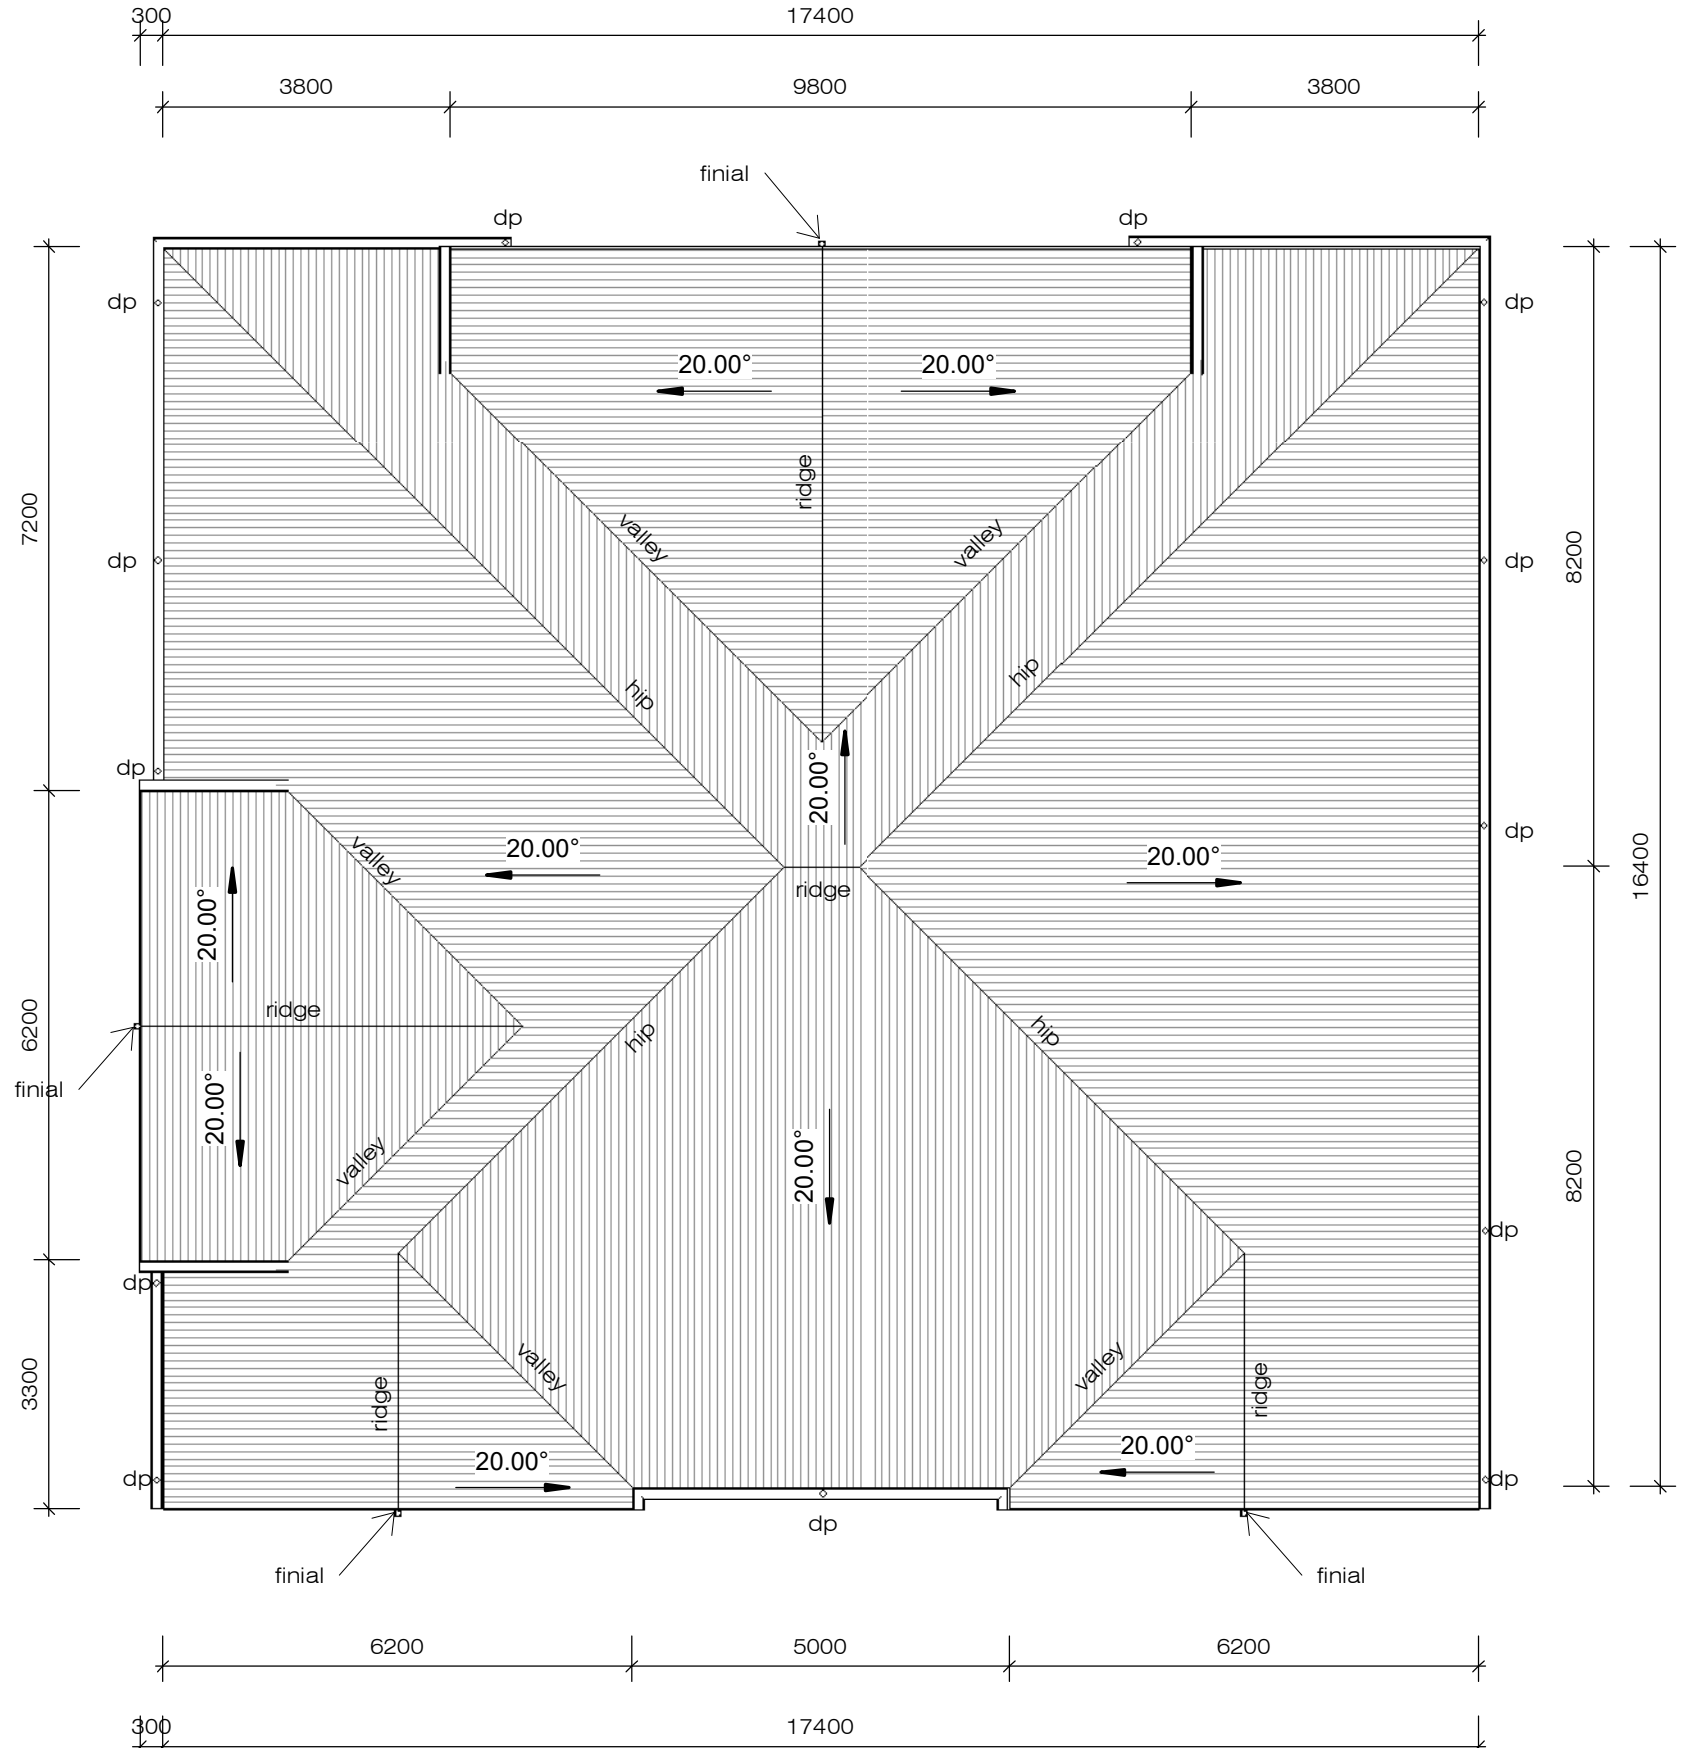 300
17400
3800
9800
3800
finial
dp
dp
dp
dp
20.00°
20.00°
ridge
7200
valley
valley
8200
dp
dp
hip
hip
dp
20.00°
dp
valley
20.00°
20.00°
16400
ridge
20.00°
ridge
6200
hip
hip
finial
20.00°
valley
20.00°
8200
dp
dp
3300
valley
valley
ridge
ridge
20.00°
20.00°
dp
dp
dp
finial
finial
6200
5000
6200
300
17400